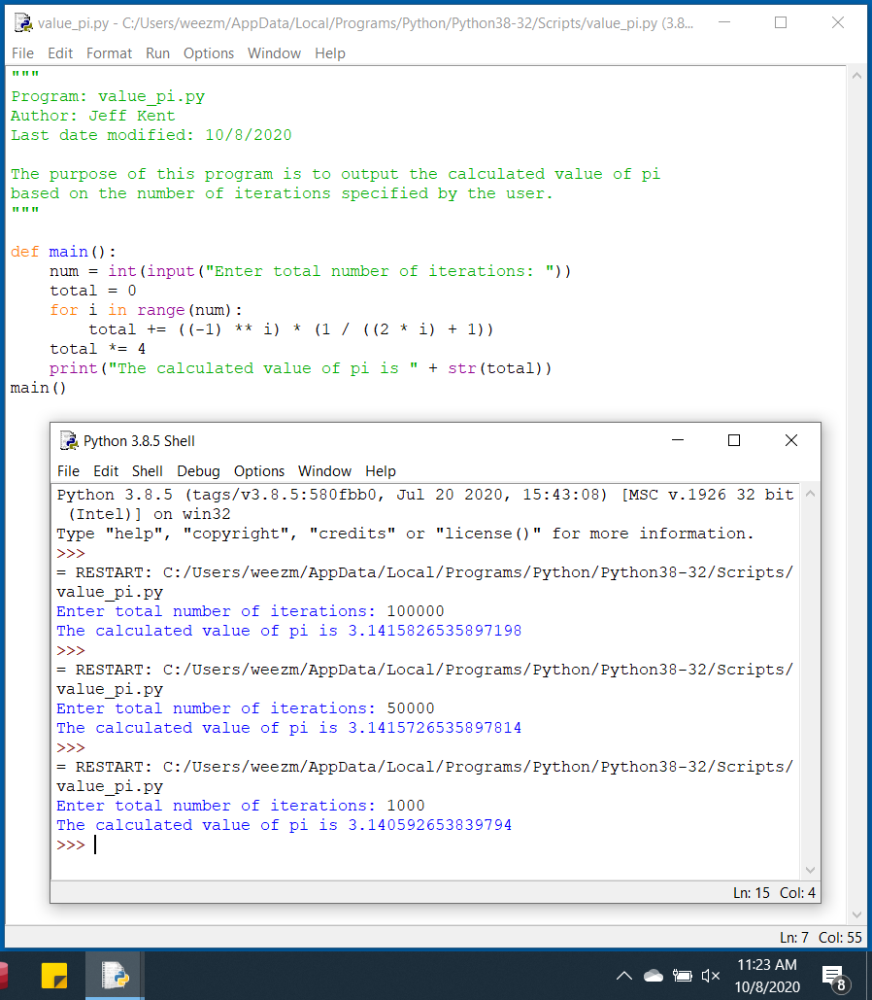 value_pi.py - C:/Users/weezm/AppData/Local/Programs/Python/Python38-32/Scripts/value_pi.py (3.8...
File Edit Format Run Options Window Help
"""
Program: value_pi.py
Author: Jeff Kent
Last date modified: 10/8/2020
The purpose of this program is to output the calculated value of pi
based on the number of iterations specified by the user.
"""
def main():
    num = int(input("Enter total number of iterations: "))
    total = 0
    for i in range(num):
        total += ((-1) ** i) * (1 / ((2 * i) + 1))
    total *= 4
    print("The calculated value of pi is " + str(total))
main()
Python 3.8.5 Shell
File Edit Shell Debug Options Window Help
Python 3.8.5 (tags/v3.8.5:580fbb0, Jul 20 2020, 15:43:08) [MSC v.1926 32 bit
 (Intel)] on win32
Type "help", "copyright", "credits" or "license()" for more information.
>>>
= RESTART: C:/Users/weezm/AppData/Local/Programs/Python/Python38-32/Scripts/
value_pi.py
Enter total number of iterations: 100000
The calculated value of pi is 3.1415826535897198
>>>
= RESTART: C:/Users/weezm/AppData/Local/Programs/Python/Python38-32/Scripts/
value_pi.py
Enter total number of iterations: 50000
The calculated value of pi is 3.1415726535897814
>>>
= RESTART: C:/Users/weezm/AppData/Local/Programs/Python/Python38-32/Scripts/
value_pi.py
Enter total number of iterations: 1000
The calculated value of pi is 3.140592653839794
>>>
Ln: 15 Col: 4
Ln: 7 Col: 55
11:23 AM
10/8/2020
8